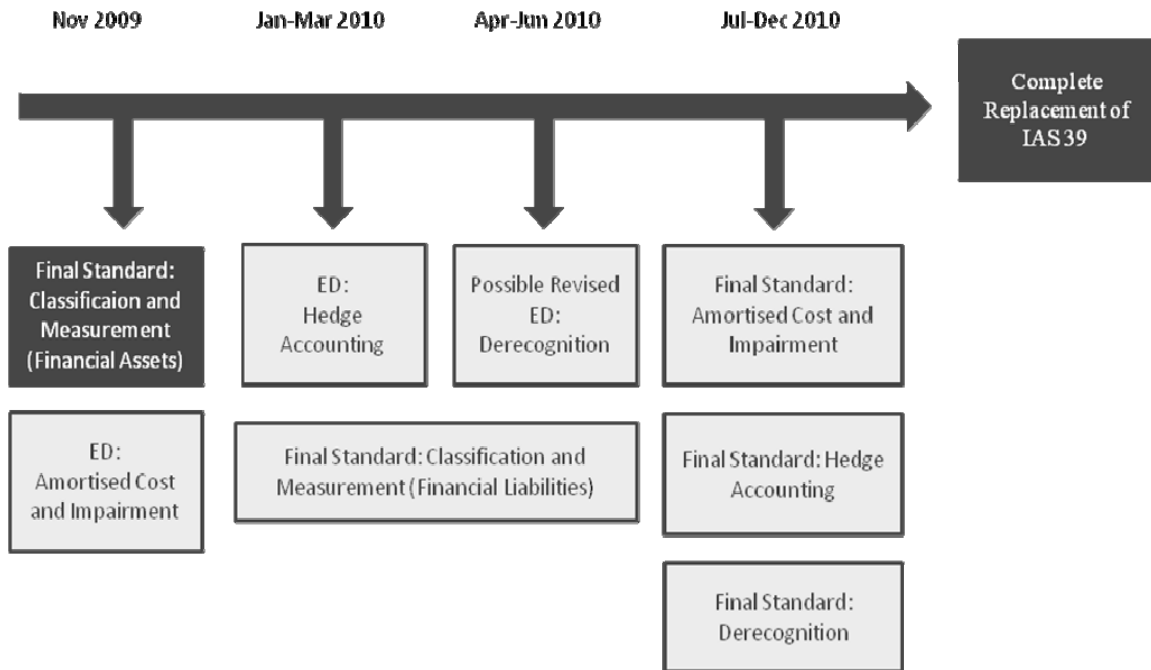 Nov 2009
Jan-Mar 2010
Apr-Jun 2010
Jul-Dec 2010
Complete
Replacement of
IAS 39
Final Standard:
Classificaion and
Measurement
(Financial Assets)
ED:
Hedge
Accounting
Possible Revised
ED:
Derecognition
Final Standard:
Amortised Cost and
Impairment
ED:
Amortised Cost
and Impairment
Final Standard: Classification and
Measurement (Financial Liabilities)
Final Standard: Hedge
Accounting
Final Standard:
Derecognition